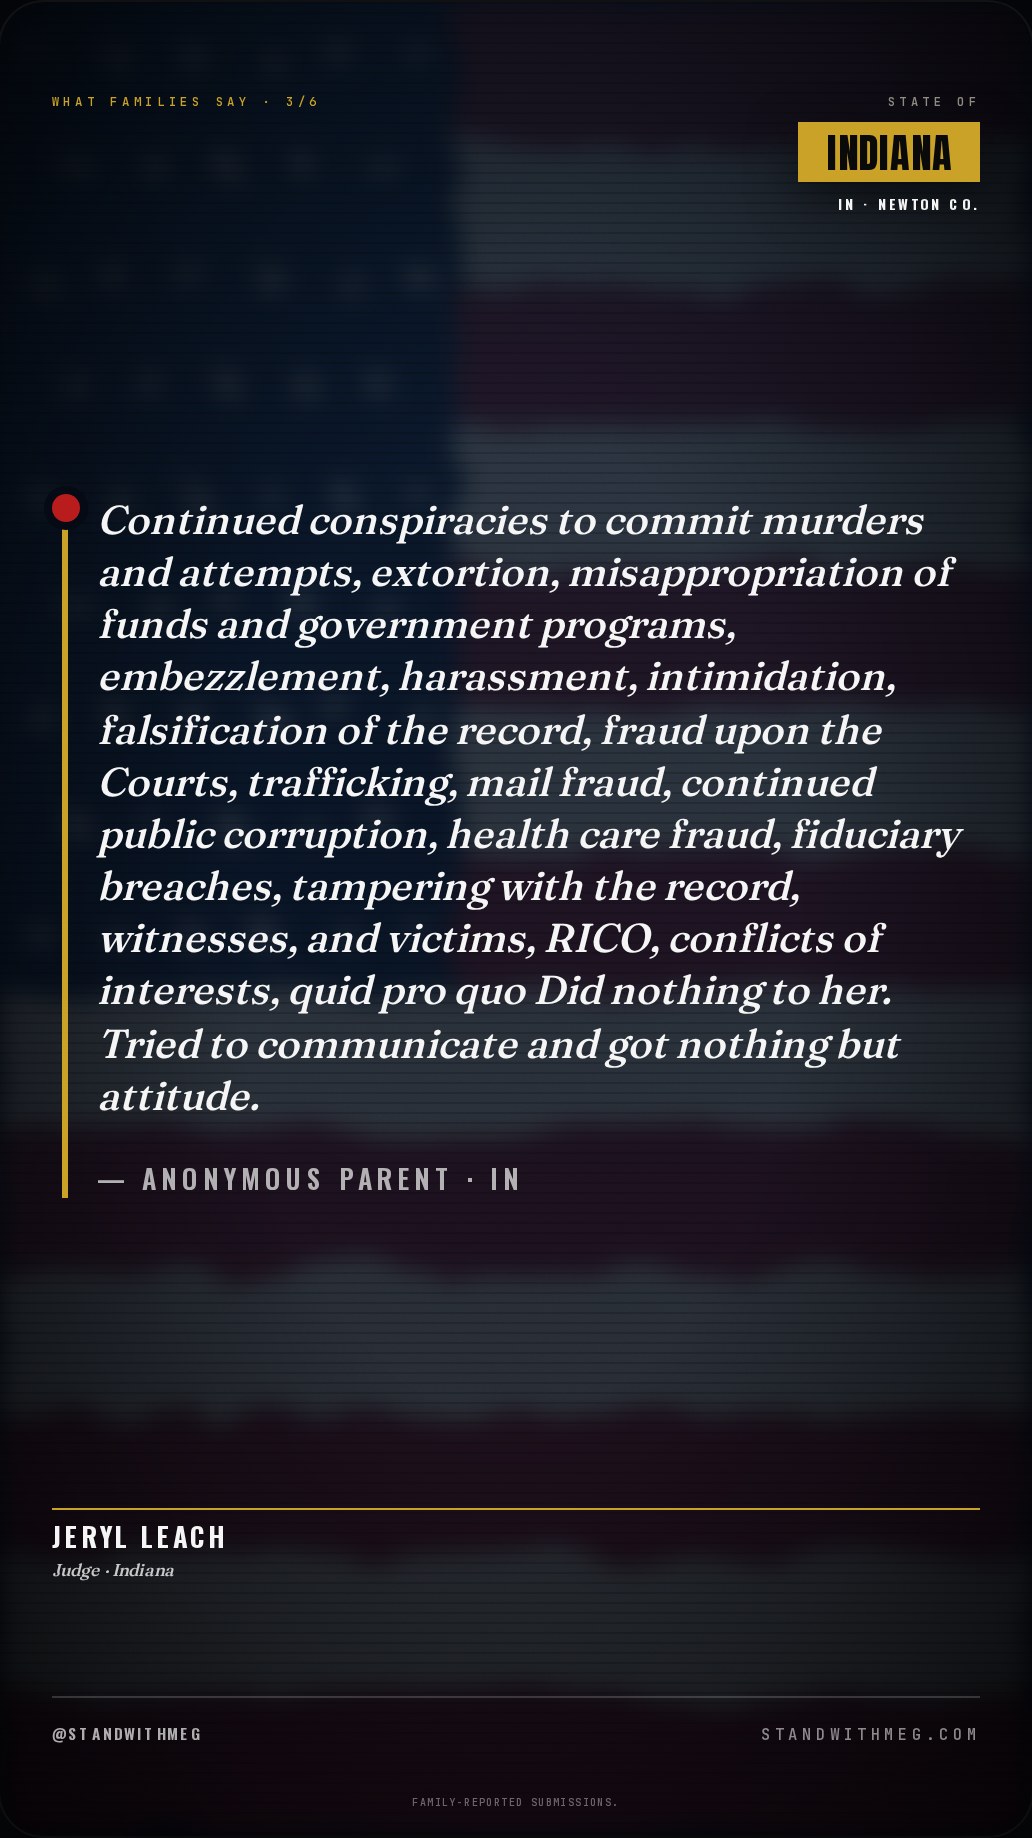 WHAT FAMILIES SAY · 3/6
STATE OF
INDIANA
IN · NEWTON CO.
Continued conspiracies to commit murders
and attempts, extortion, misappropriation of
funds and government programs,
embezzlement, harassment, intimidation,
falsification of the record, fraud upon the
Courts, trafficking, mail fraud, continued
public corruption, health care fraud, fiduciary
breaches, tampering with the record,
witnesses, and victims, RICO, conflicts of
interests, quid pro quo Did nothing to her.
Tried to communicate and got nothing but
attitude.
— ANONYMOUS PARENT · IN
JERYL LEACH
Judge · Indiana
@STANDWITHMEG
STANDWITHMEG.COM
FAMILY-REPORTED SUBMISSIONS.